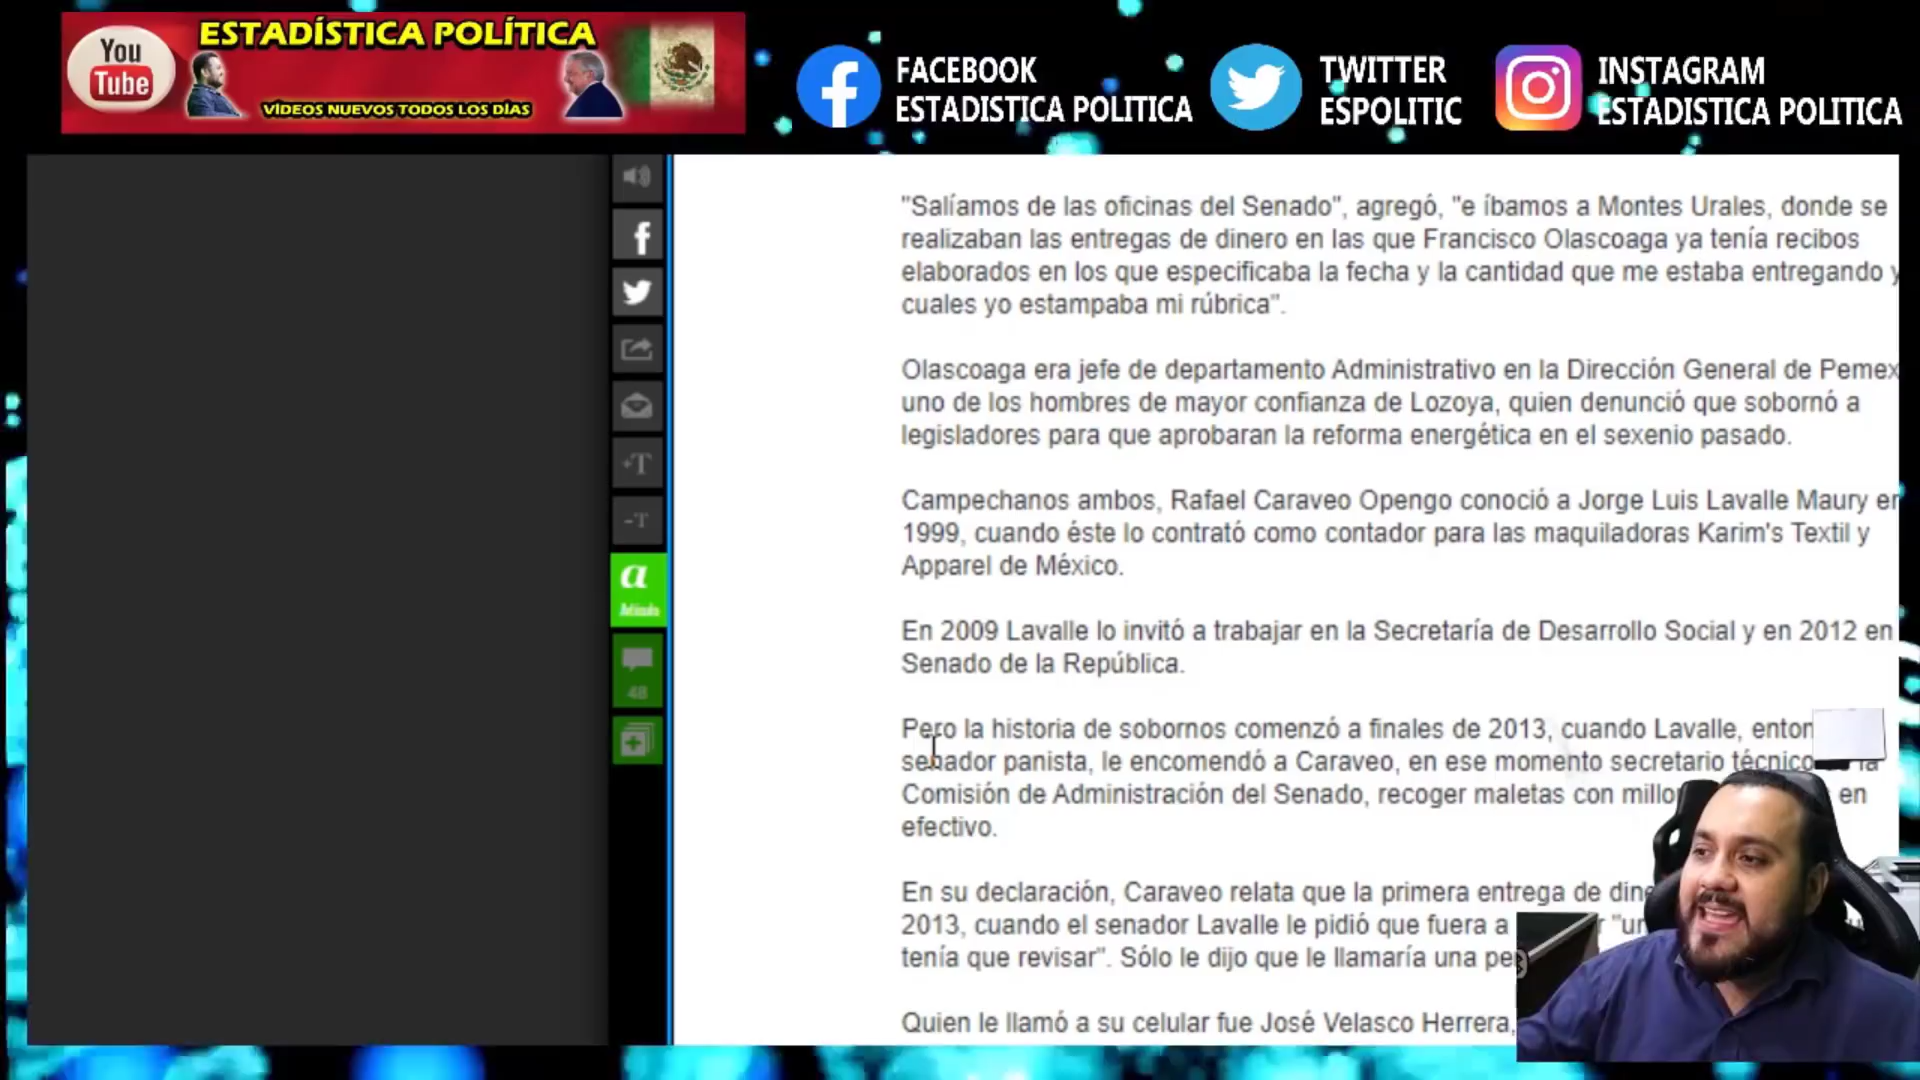 You
Tube
ESTADÍSTICA POLÍTICA
VÍDEOS NUEVOS TODOS LOS DÍAS
FACEBOOK
ESTADISTICA POLITICA
TWITTER
ESPOLITIC
INSTAGRAM
ESTADISTICA POLITICA
+T
-T
a
Artículo
48
"Salíamos de las oficinas del Senado", agregó, "e íbamos a Montes Urales, donde se
realizaban las entregas de dinero en las que Francisco Olascoaga ya tenía recibos
elaborados en los que especificaba la fecha y la cantidad que me estaba entregando y
cuales yo estampaba mi rúbrica".
Olascoaga era jefe de departamento Administrativo en la Dirección General de Pemex
uno de los hombres de mayor confianza de Lozoya, quien denunció que sobornó a
legisladores para que aprobaran la reforma energética en el sexenio pasado.
Campechanos ambos, Rafael Caraveo Opengo conoció a Jorge Luis Lavalle Maury en
1999, cuando éste lo contrató como contador para las maquiladoras Karim's Textil y
Apparel de México.
En 2009 Lavalle lo invitó a trabajar en la Secretaría de Desarrollo Social y en 2012 en
Senado de la República.
Pero la historia de sobornos comenzó a finales de 2013, cuando Lavalle,
senador panista, le encomendó a Caraveo, en ese momento secretario técnico la
Comisión de Administración del Senado, recoger maletas con en
efectivo.
En su declaración, Caraveo relata que la primera entrega de
2013, cuando el senador Lavalle le pidió que fuera a
tenía que revisar". Sólo le dijo que le llamaría una
Quien le llamó a su celular fue José Velasco Herrera,